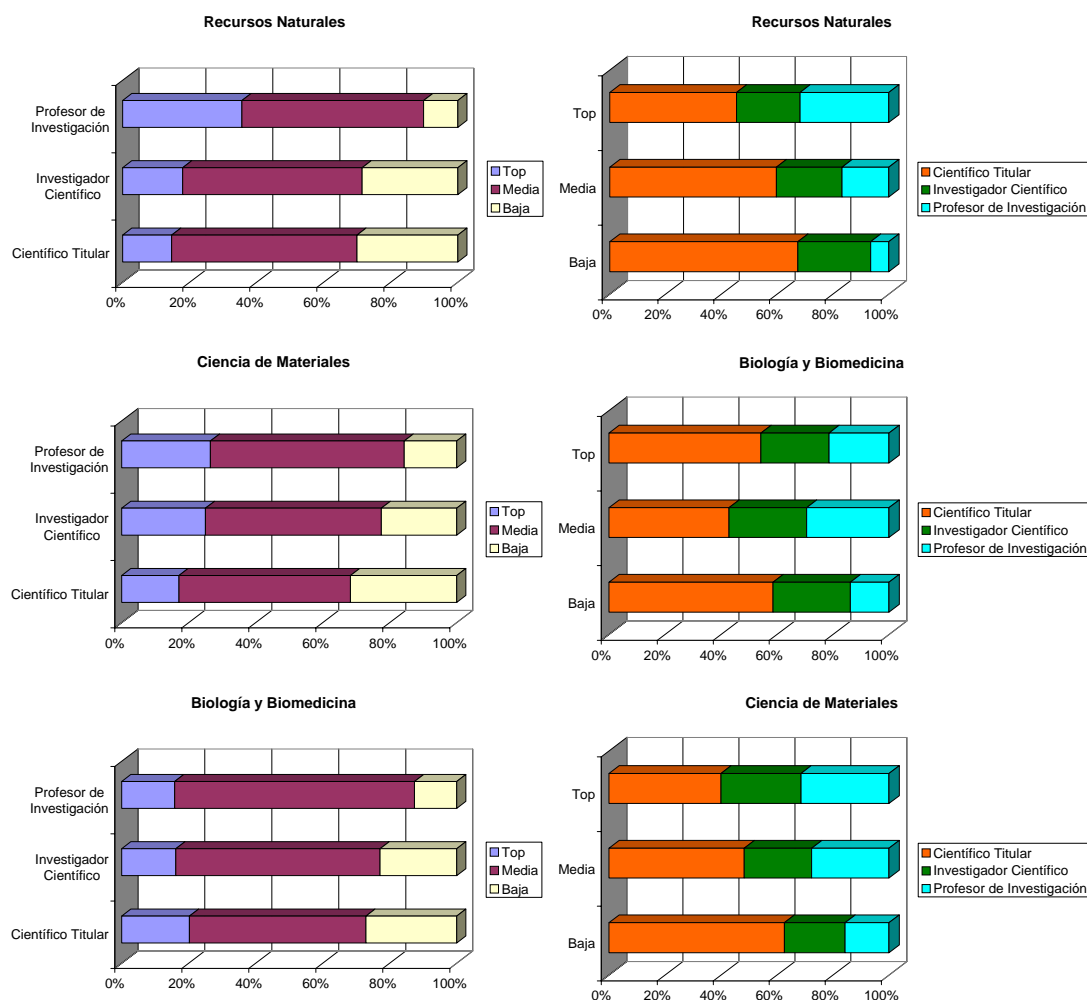 Recursos Naturales
Profesor de
Investigación
Investigador
Científico
Científico Titular
0% 20% 40% 60% 80% 100%
Top
Media
Baja
Recursos Naturales
Top
Media
Baja
0% 20% 40% 60% 80% 100%
Científico Titular
Investigador Científico
Profesor de Investigación
Ciencia de Materiales
Profesor de
Investigación
Investigador
Científico
Científico Titular
0% 20% 40% 60% 80% 100%
Top
Media
Baja
Biología y Biomedicina
Top
Media
Baja
0% 20% 40% 60% 80% 100%
Científico Titular
Investigador Científico
Profesor de Investigación
Biología y Biomedicina
Profesor de
Investigación
Investigador
Científico
Científico Titular
0% 20% 40% 60% 80% 100%
Top
Media
Baja
Ciencia de Materiales
Top
Media
Baja
0% 20% 40% 60% 80% 100%
Científico Titular
Investigador Científico
Profesor de Investigación